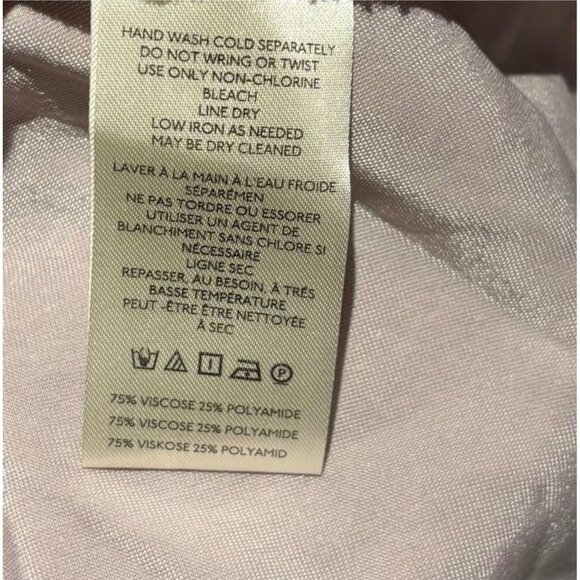 HAND WASH COLD SEPARATELY
DO NOT WRING OR TWIST
USE ONLY NON-CHLORINE
BLEACH
LINE DRY
LOW IRON AS NEEDED
MAY BE DRY CLEANED
LAVER À LA MAIN À L'EAU FROIDE
SÉPARÉMEN
NE PAS TORDRE OU ESSORER
UTILISER UN AGENT DE
BLANCHIMENT SANS CHLORE SI
NÉCESSAIRE
LIGNE SEC
REPASSER, AU BESOIN, À TRÉS
BASSE TEMPÉRATURE
PEUT -ÊTRE ÊTRE NETTOYÉE
À SEC
P
75% VISCOSE 25% POLYAMIDE
75% VISCOSE 25% POLYAMIDE
75% VISKOSE 25% POLYAMID